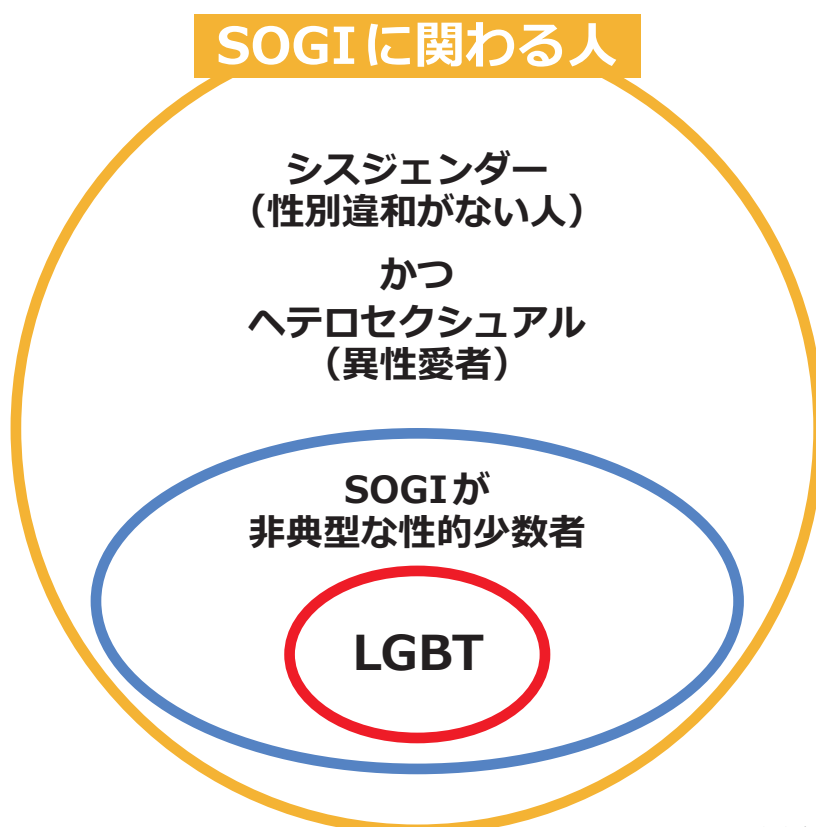 SOGIに関わる人
シスジェンダー
（性別違和がない人）
かつ
ヘテロセクシュアル
（異性愛者）
SOGIが
非典型な性的少数者
LGBT